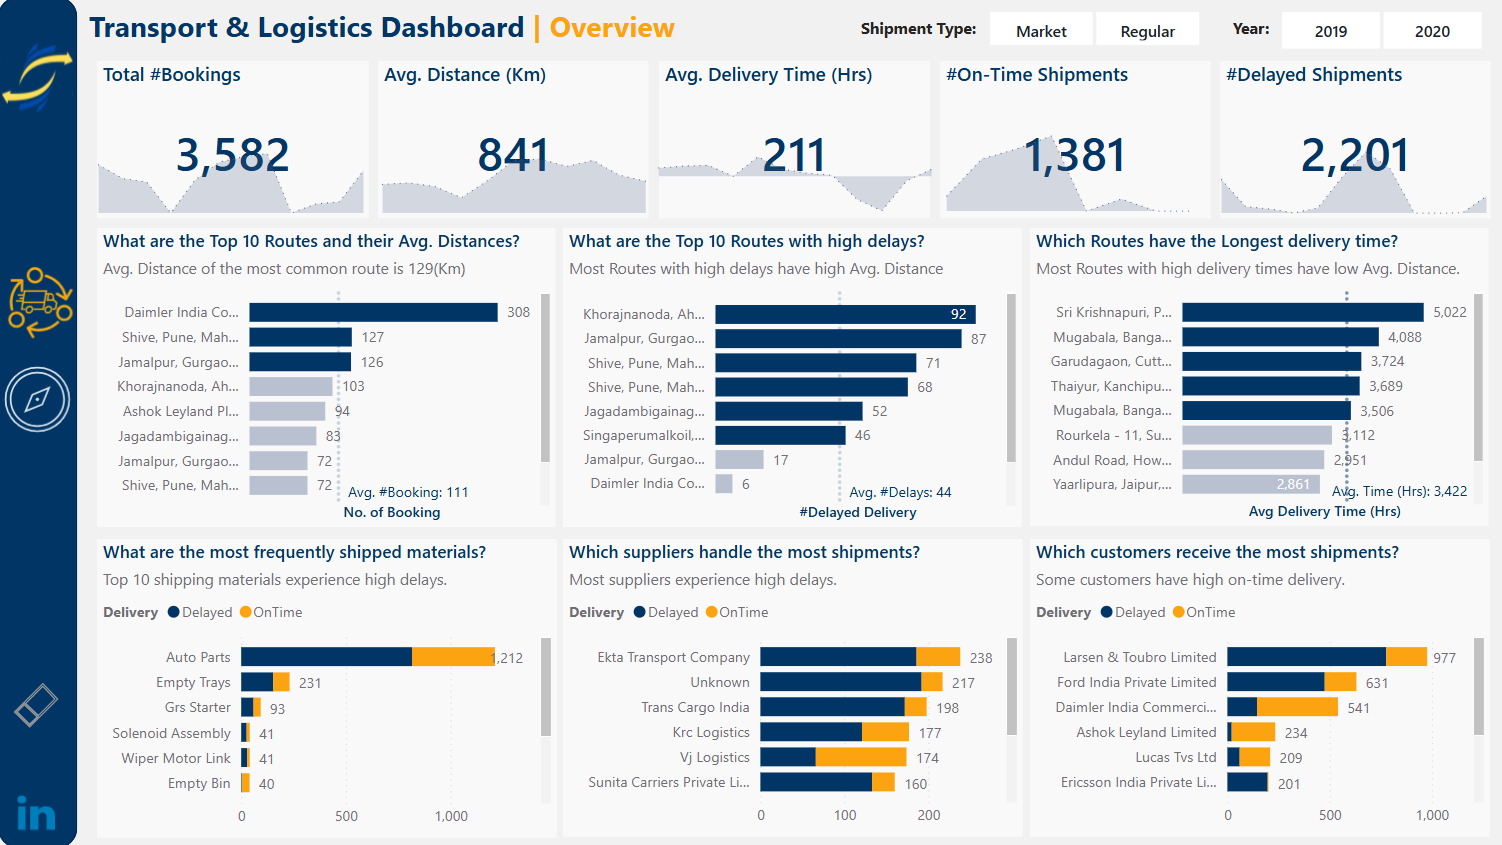 Transport & Logistics Dashboard | Overview
Shipment Type: Market Regular Year: 2019 2020
Total #Bookings
3,582
Avg. Distance (Km)
841
Avg. Delivery Time (Hrs)
211
#On-Time Shipments
1,381
#Delayed Shipments
2,201
What are the Top 10 Routes and their Avg. Distances?
Avg. Distance of the most common route is 129(Km)
Daimler India Co... 308
Shive, Pune, Mah... 127
Jamalpur, Gurgao... 126
Khorajnanoda, Ah... 103
Ashok Leyland Pl... 94
Jagadambigainag... 83
Jamalpur, Gurgao... 72
Shive, Pune, Mah... 72
Avg. #Booking: 111
No. of Booking
What are the Top 10 Routes with high delays?
Most Routes with high delays have high Avg. Distance
Khorajnanoda, Ah... 92
Jamalpur, Gurgao... 87
Shive, Pune, Mah... 71
Shive, Pune, Mah... 68
Jagadambigainag... 52
Singaperumalkoil,... 46
Jamalpur, Gurgao... 17
Daimler India Co... 6
Avg. #Delays: 44
#Delayed Delivery
Which Routes have the Longest delivery time?
Most Routes with high delivery times have low Avg. Distance.
Sri Krishnapuri, P... 5,022
Mugabala, Banga... 4,088
Garudagaon, Cutt... 3,724
Thaiyur, Kanchipu... 3,689
Mugabala, Banga... 3,506
Rourkela - 11, Su... 3,112
Andul Road, How... 2,951
Yaarlipura, Jaipur,... 2,861
Avg. Time (Hrs): 3,422
Avg Delivery Time (Hrs)
What are the most frequently shipped materials?
Top 10 shipping materials experience high delays.
Delivery Delayed OnTime
Auto Parts 1,212
Empty Trays 231
Grs Starter 93
Solenoid Assembly 41
Wiper Motor Link 41
Empty Bin 40
0 500 1,000
Which suppliers handle the most shipments?
Most suppliers experience high delays.
Delivery Delayed OnTime
Ekta Transport Company 238
Unknown 217
Trans Cargo India 198
Krc Logistics 177
Vj Logistics 174
Sunita Carriers Private Li... 160
0 100 200
Which customers receive the most shipments?
Some customers have high on-time delivery.
Delivery Delayed OnTime
Larsen & Toubro Limited 977
Ford India Private Limited 631
Daimler India Commerci... 541
Ashok Leyland Limited 234
Lucas Tvs Ltd 209
Ericsson India Private Li... 201
0 500 1,000
in